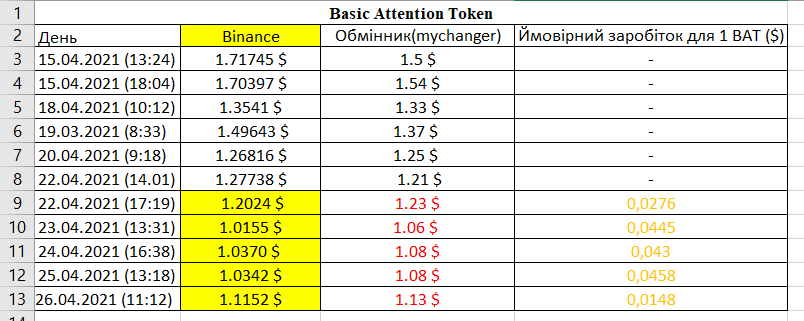 1 Basic Attention Token
2 День Binance Обмінник(mychanger) Ймовірний заробіток для 1 BAT ($)
3 15.04.2021 (13:24) 1.71745 $ 1.5 $ -
4 15.04.2021 (18:04) 1.70397 $ 1.54 $ -
5 18.04.2021 (10:12) 1.3541 $ 1.33 $ -
6 19.03.2021 (8:33) 1.49643 $ 1.37 $ -
7 20.04.2021 (9:18) 1.26816 $ 1.25 $ -
8 22.04.2021 (14.01) 1.27738 $ 1.21 $ -
9 22.04.2021 (17:19) 1.2024 $ 1.23 $ 0,0276
10 23.04.2021 (13:31) 1.0155 $ 1.06 $ 0,0445
11 24.04.2021 (16:38) 1.0370 $ 1.08 $ 0,043
12 25.04.2021 (13:18) 1.0342 $ 1.08 $ 0,0458
13 26.04.2021 (11:12) 1.1152 $ 1.13 $ 0,0148